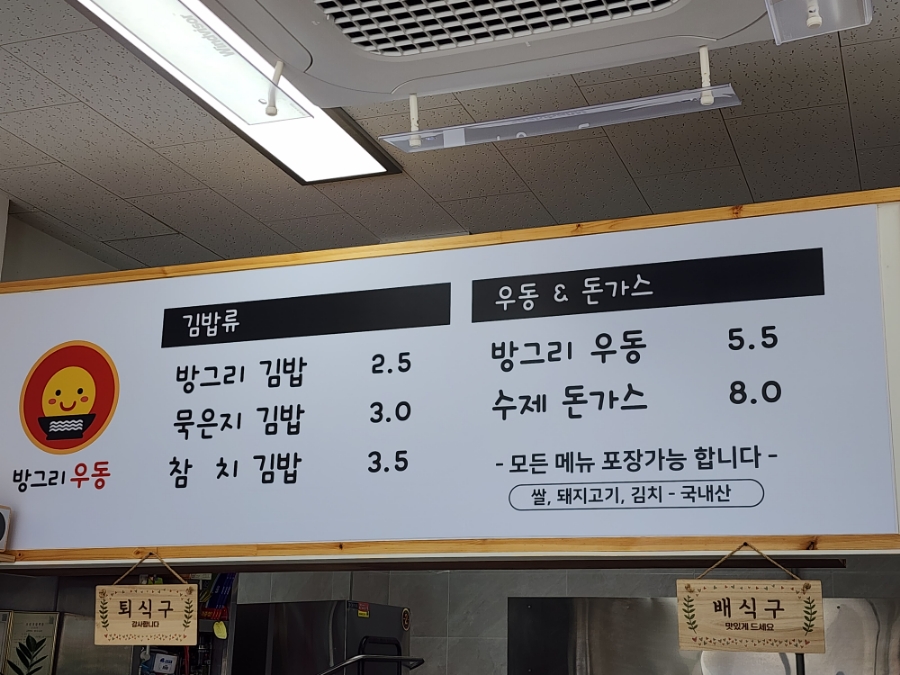 김밥류
방그리 김밥 2.5
묵은지 김밥 3.0
참 치 김밥 3.5
우동 & 돈가스
방그리 우동 5.5
수제 돈가스 8.0
- 모든 메뉴 포장가능 합니다 -
쌀, 돼지고기, 김치 - 국내산
방그리우동
퇴식구
감사합니다
배식구
맛있게 드세요